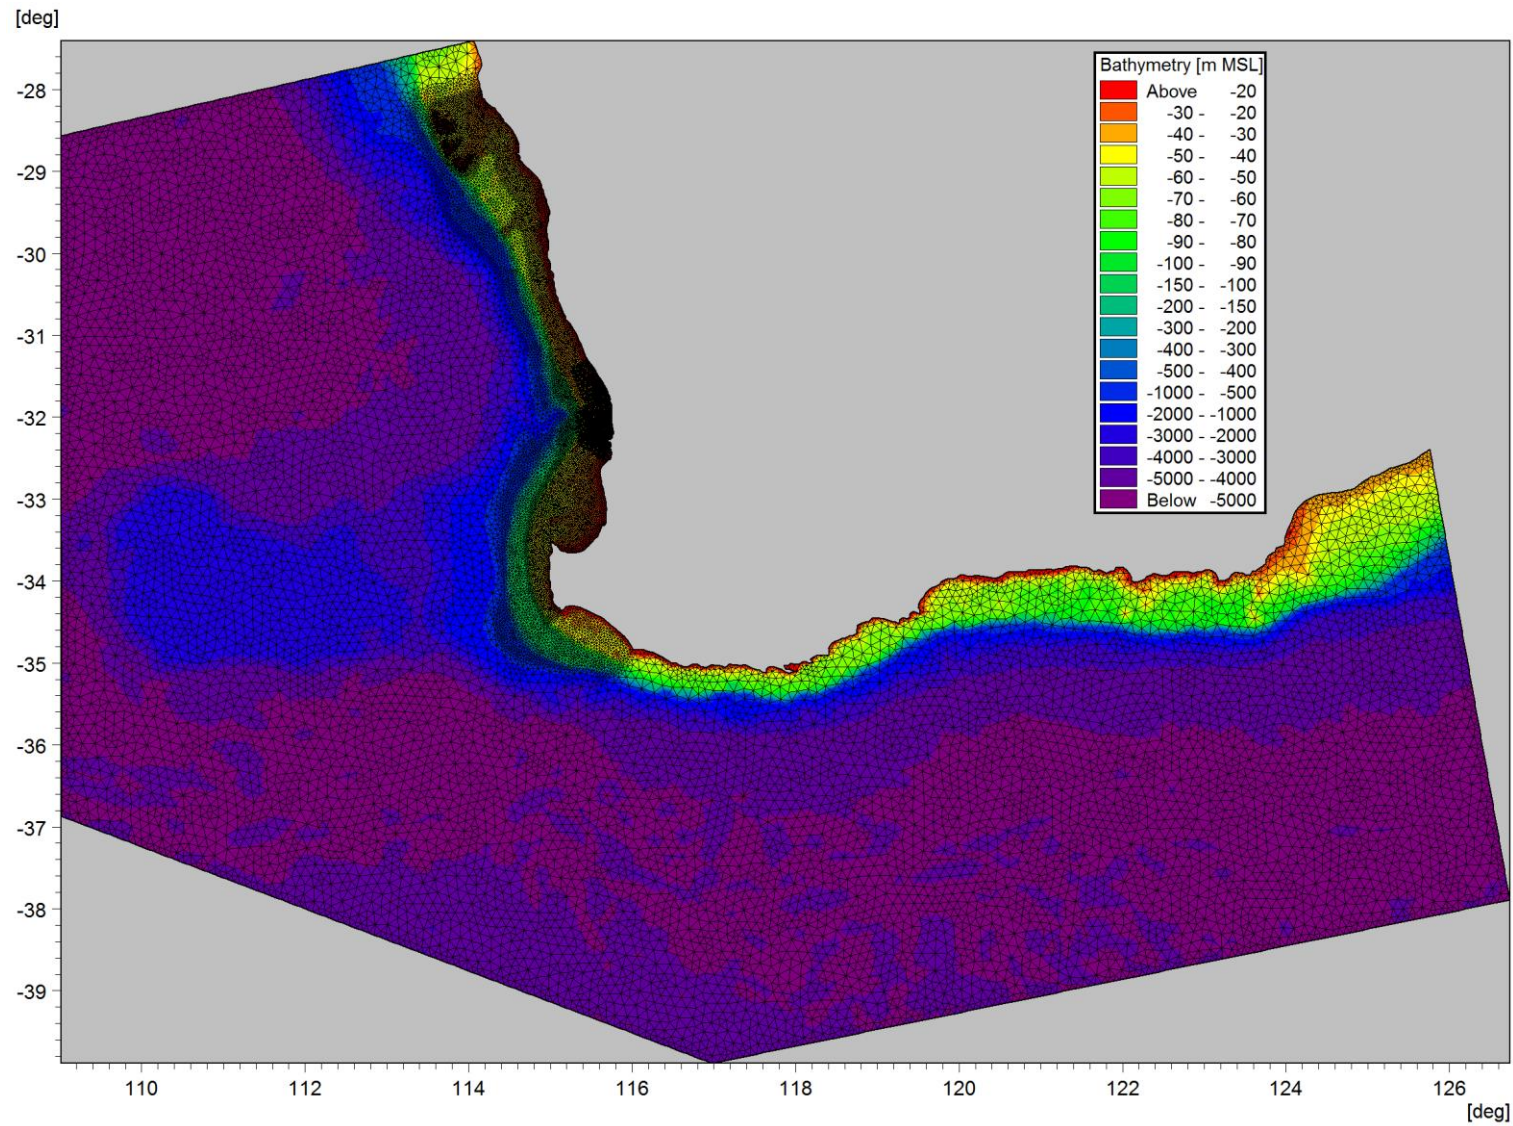 [deg]
-28
-29
-30
-31
-32
-33
-34
-35
-36
-37
-38
-39
Bathymetry [m MSL]
Above -20
-30 - -20
-40 - -30
-50 - -40
-60 - -50
-70 - -60
-80 - -70
-90 - -80
-100 - -90
-150 - -100
-200 - -150
-300 - -200
-400 - -300
-500 - -400
-1000 - -500
-2000 - -1000
-3000 - -2000
-4000 - -3000
-5000 - -4000
Below -5000
110 112 114 116 118 120 122 124 126
[deg]